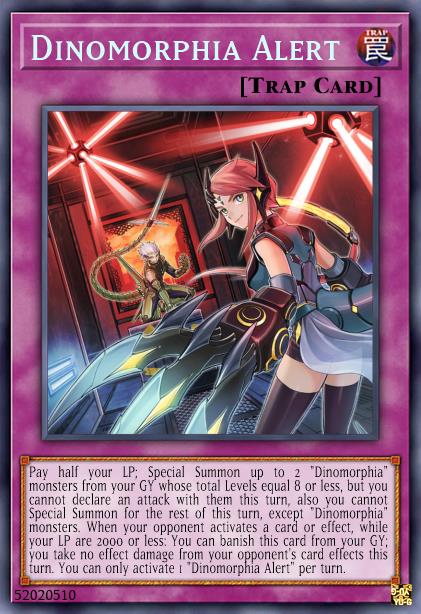 Dinomorphia Alert
TRAP
罠
[Trap Card]
Pay half your LP; Special Summon up to 2 "Dinomorphia"
monsters from your GY whose total Levels equal 8 or less, but you
cannot declare an attack with them this turn, also you cannot
Special Summon for the rest of this turn, except "Dinomorphia"
monsters. When your opponent activates a card or effect, while
your LP are 2000 or less: You can banish this card from your GY;
you take no effect damage from your opponent's card effects this
turn. You can only activate 1 "Dinomorphia Alert" per turn.
52020510